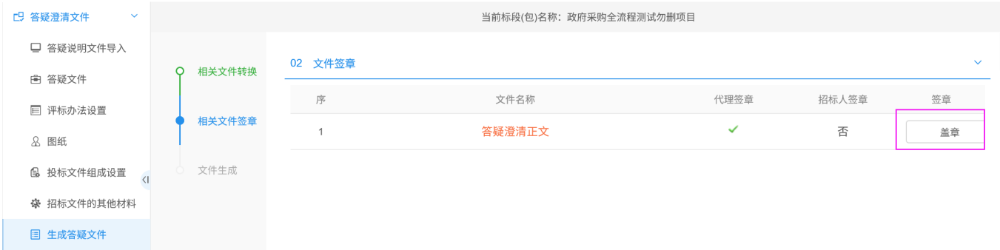 答疑澄清文件
当前标段(包)名称：政府采购全流程测试勿删项目
答疑说明文件导入
答疑文件
评标办法设置
图纸
投标文件组成设置
招标文件的其他材料
生成答疑文件
相关文件转换
相关文件签章
文件生成
02 文件签章
序 文件名称 代理签章 招标人签章 签章
1 答疑澄清正文 否 盖章